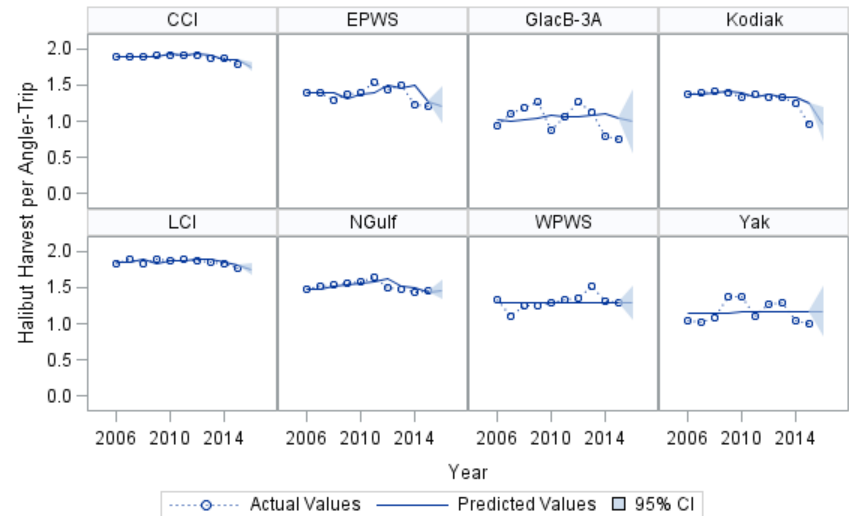 CCI EPWS GlacB-3A Kodiak
2.0
1.5
1.0
0.5
0.0
LCI NGulf WPWS Yak
2.0
1.5
1.0
0.5
0.0
Halibut Harvest per Angler-Trip
2006 2010 2014 2006 2010 2014 2006 2010 2014 2006 2010 2014
Year
Actual Values Predicted Values 95% CI